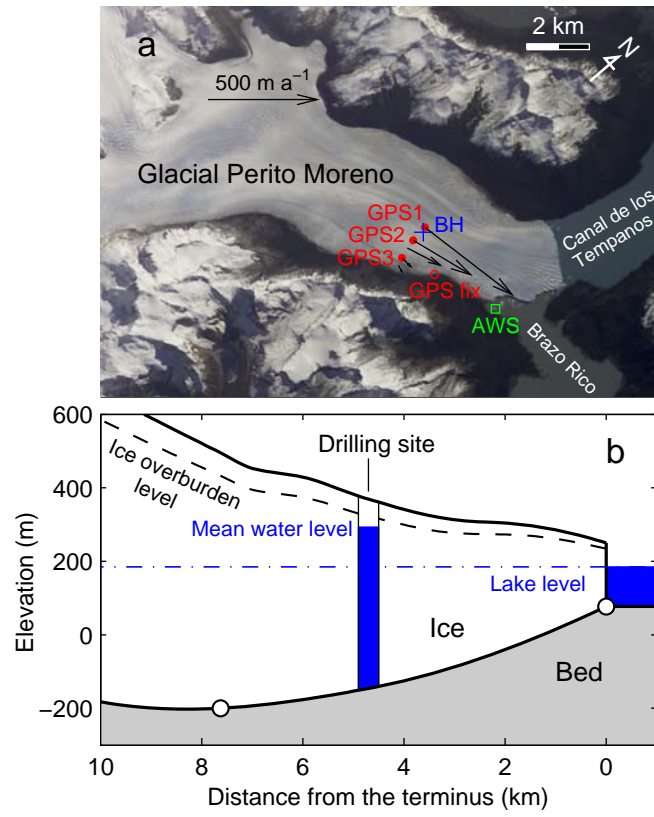 a
2 km
N
500 m a⁻¹
Glacial Perito Moreno
Canal de los
Tempanos
GPS1
BH
GPS2
GPS3
GPS fix
AWS
Brazo Rico
600
400
200
0
−200
Elevation (m)
b
Drilling site
Ice overburden
level
Mean water level
Lake level
Ice
Bed
10
8
6
4
2
0
Distance from the terminus (km)